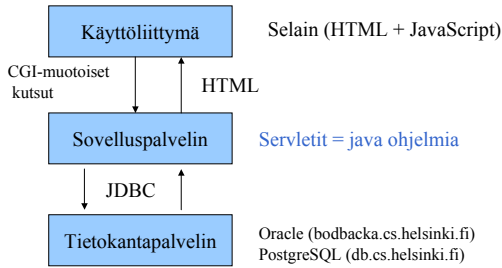 Käyttöliittymä
Selain (HTML + JavaScript)
CGI-muotoiset
kutsut
HTML
Sovelluspalvelin
Servletit = java ohjelmia
JDBC
Tietokantapalvelin
Oracle (bodbacka.cs.helsinki.fi)
PostgreSQL (db.cs.helsinki.fi)